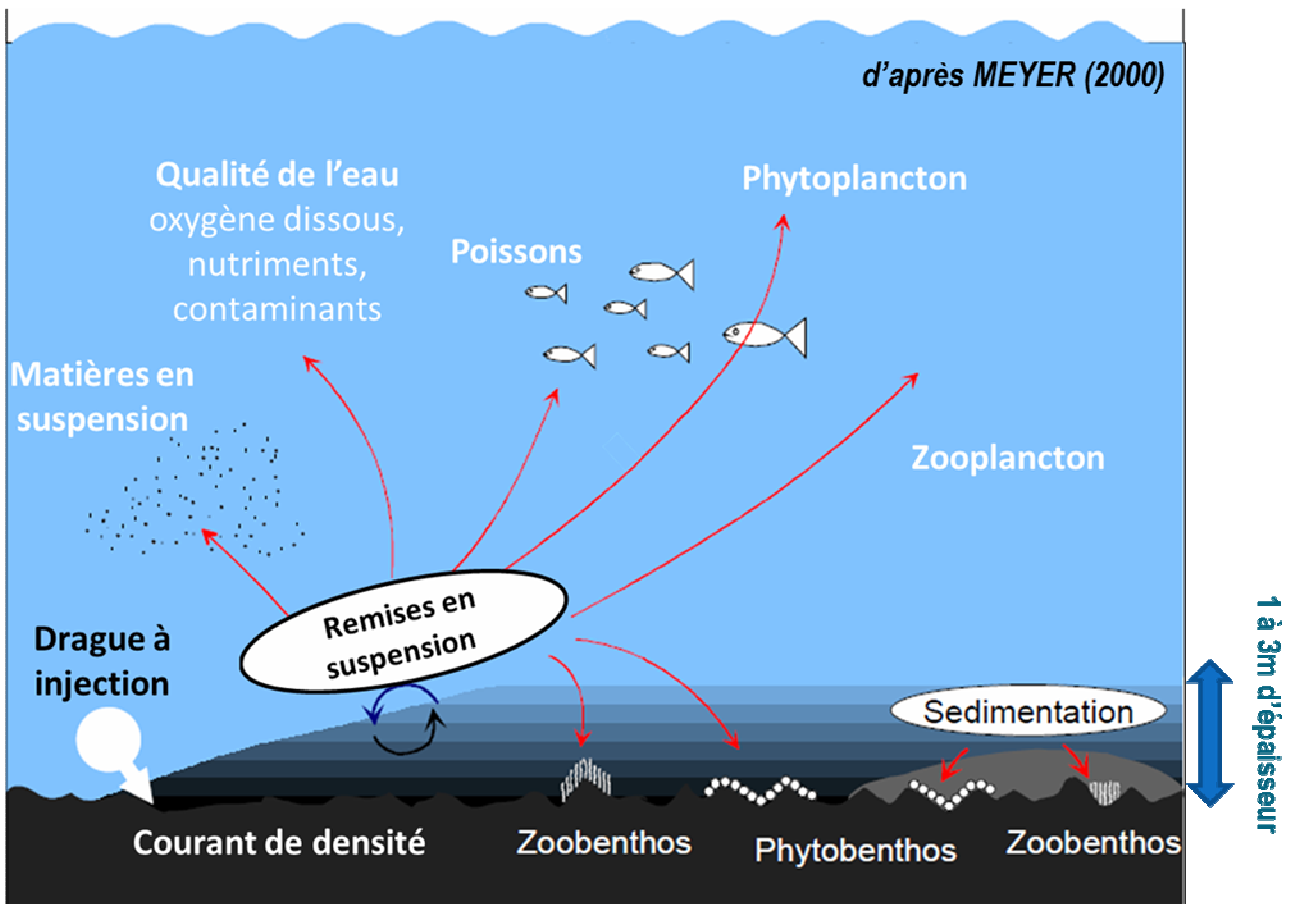 d'après MEYER (2000)
Qualité de l'eau
oxygène dissous,
nutriments,
contaminants
Phytoplancton
Poissons
Matières en
suspension
Zooplancton
Remises en
suspension
Drague à
injection
Sedimentation
1 à 3m d'épaisseur
Courant de densité
Zoobenthos
Phytobenthos
Zoobenthos